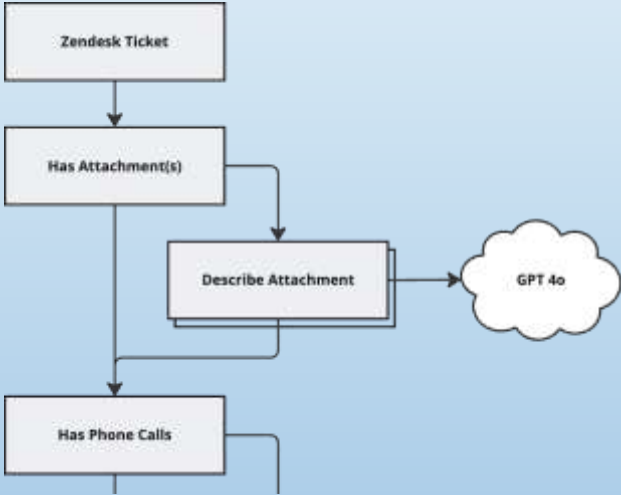 Zendesk Ticket
Has Attachment(s)
Describe Attachment
GPT 4o
Has Phone Calls